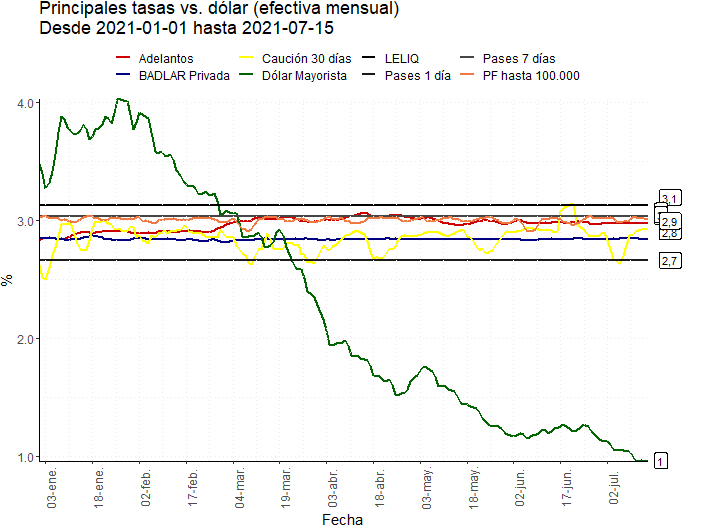 Principales tasas vs. dólar (efectiva mensual)
Desde 2021-01-01 hasta 2021-07-15
Adelantos
Caución 30 días
LELIQ
Pases 7 días
BADLAR Privada
Dólar Mayorista
Pases 1 día
PF hasta 100.000
4.0
3.0
2.0
1.0
%
3,1
2,9
2,8
2,7
1
03-ene.
18-ene.
02-feb.
17-feb.
04-mar.
19-mar.
03-abr.
18-abr.
03-may.
18-may.
02-jun.
17-jun.
02-jul.
Fecha